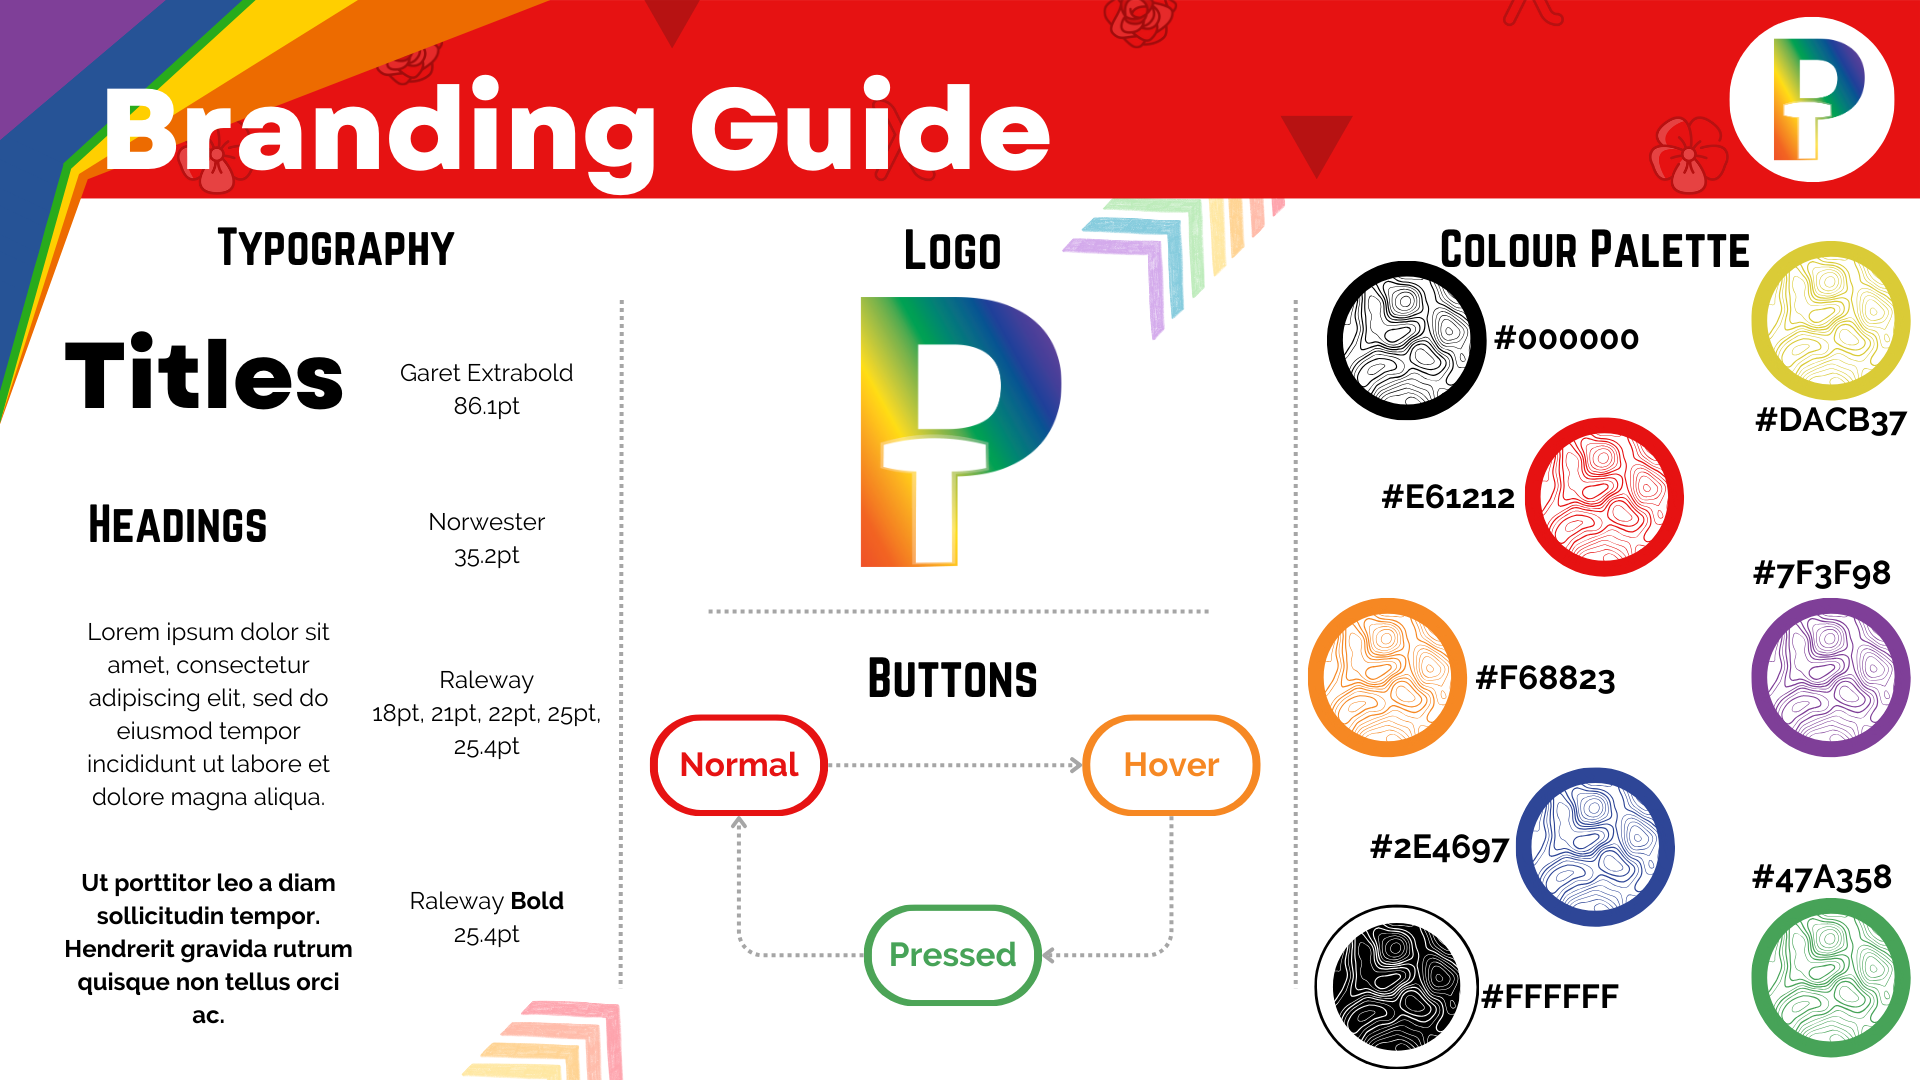 Branding Guide
Typography
Titles
Garet Extrabold
86.1pt
Headings
Norwester
35.2pt
Lorem ipsum dolor sit
amet, consectetur
adipiscing elit, sed do
eiusmod tempor
incididunt ut labore et
dolore magna aliqua.
Raleway
18pt, 21pt, 22pt, 25pt,
25.4pt
Ut porttitor leo a diam
sollicitudin tempor.
Hendrerit gravida rutrum
quisque non tellus orci
ac.
Raleway Bold
25.4pt
Logo
Buttons
Normal
Hover
Pressed
Colour Palette
#000000
#DACB37
#E61212
#7F3F98
#F68823
#2E4697
#47A358
#FFFFFF